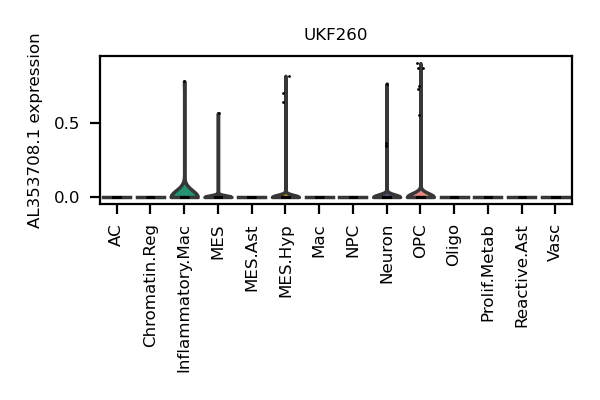 UKF260
AL353708.1 expression
0.5
0.0
AC
Chromatin.Reg
Inflammatory.Mac
MES
MES.Ast
MES.Hyp
Mac
NPC
Neuron
OPC
Oligo
Prolif.Metab
Reactive.Ast
Vasc